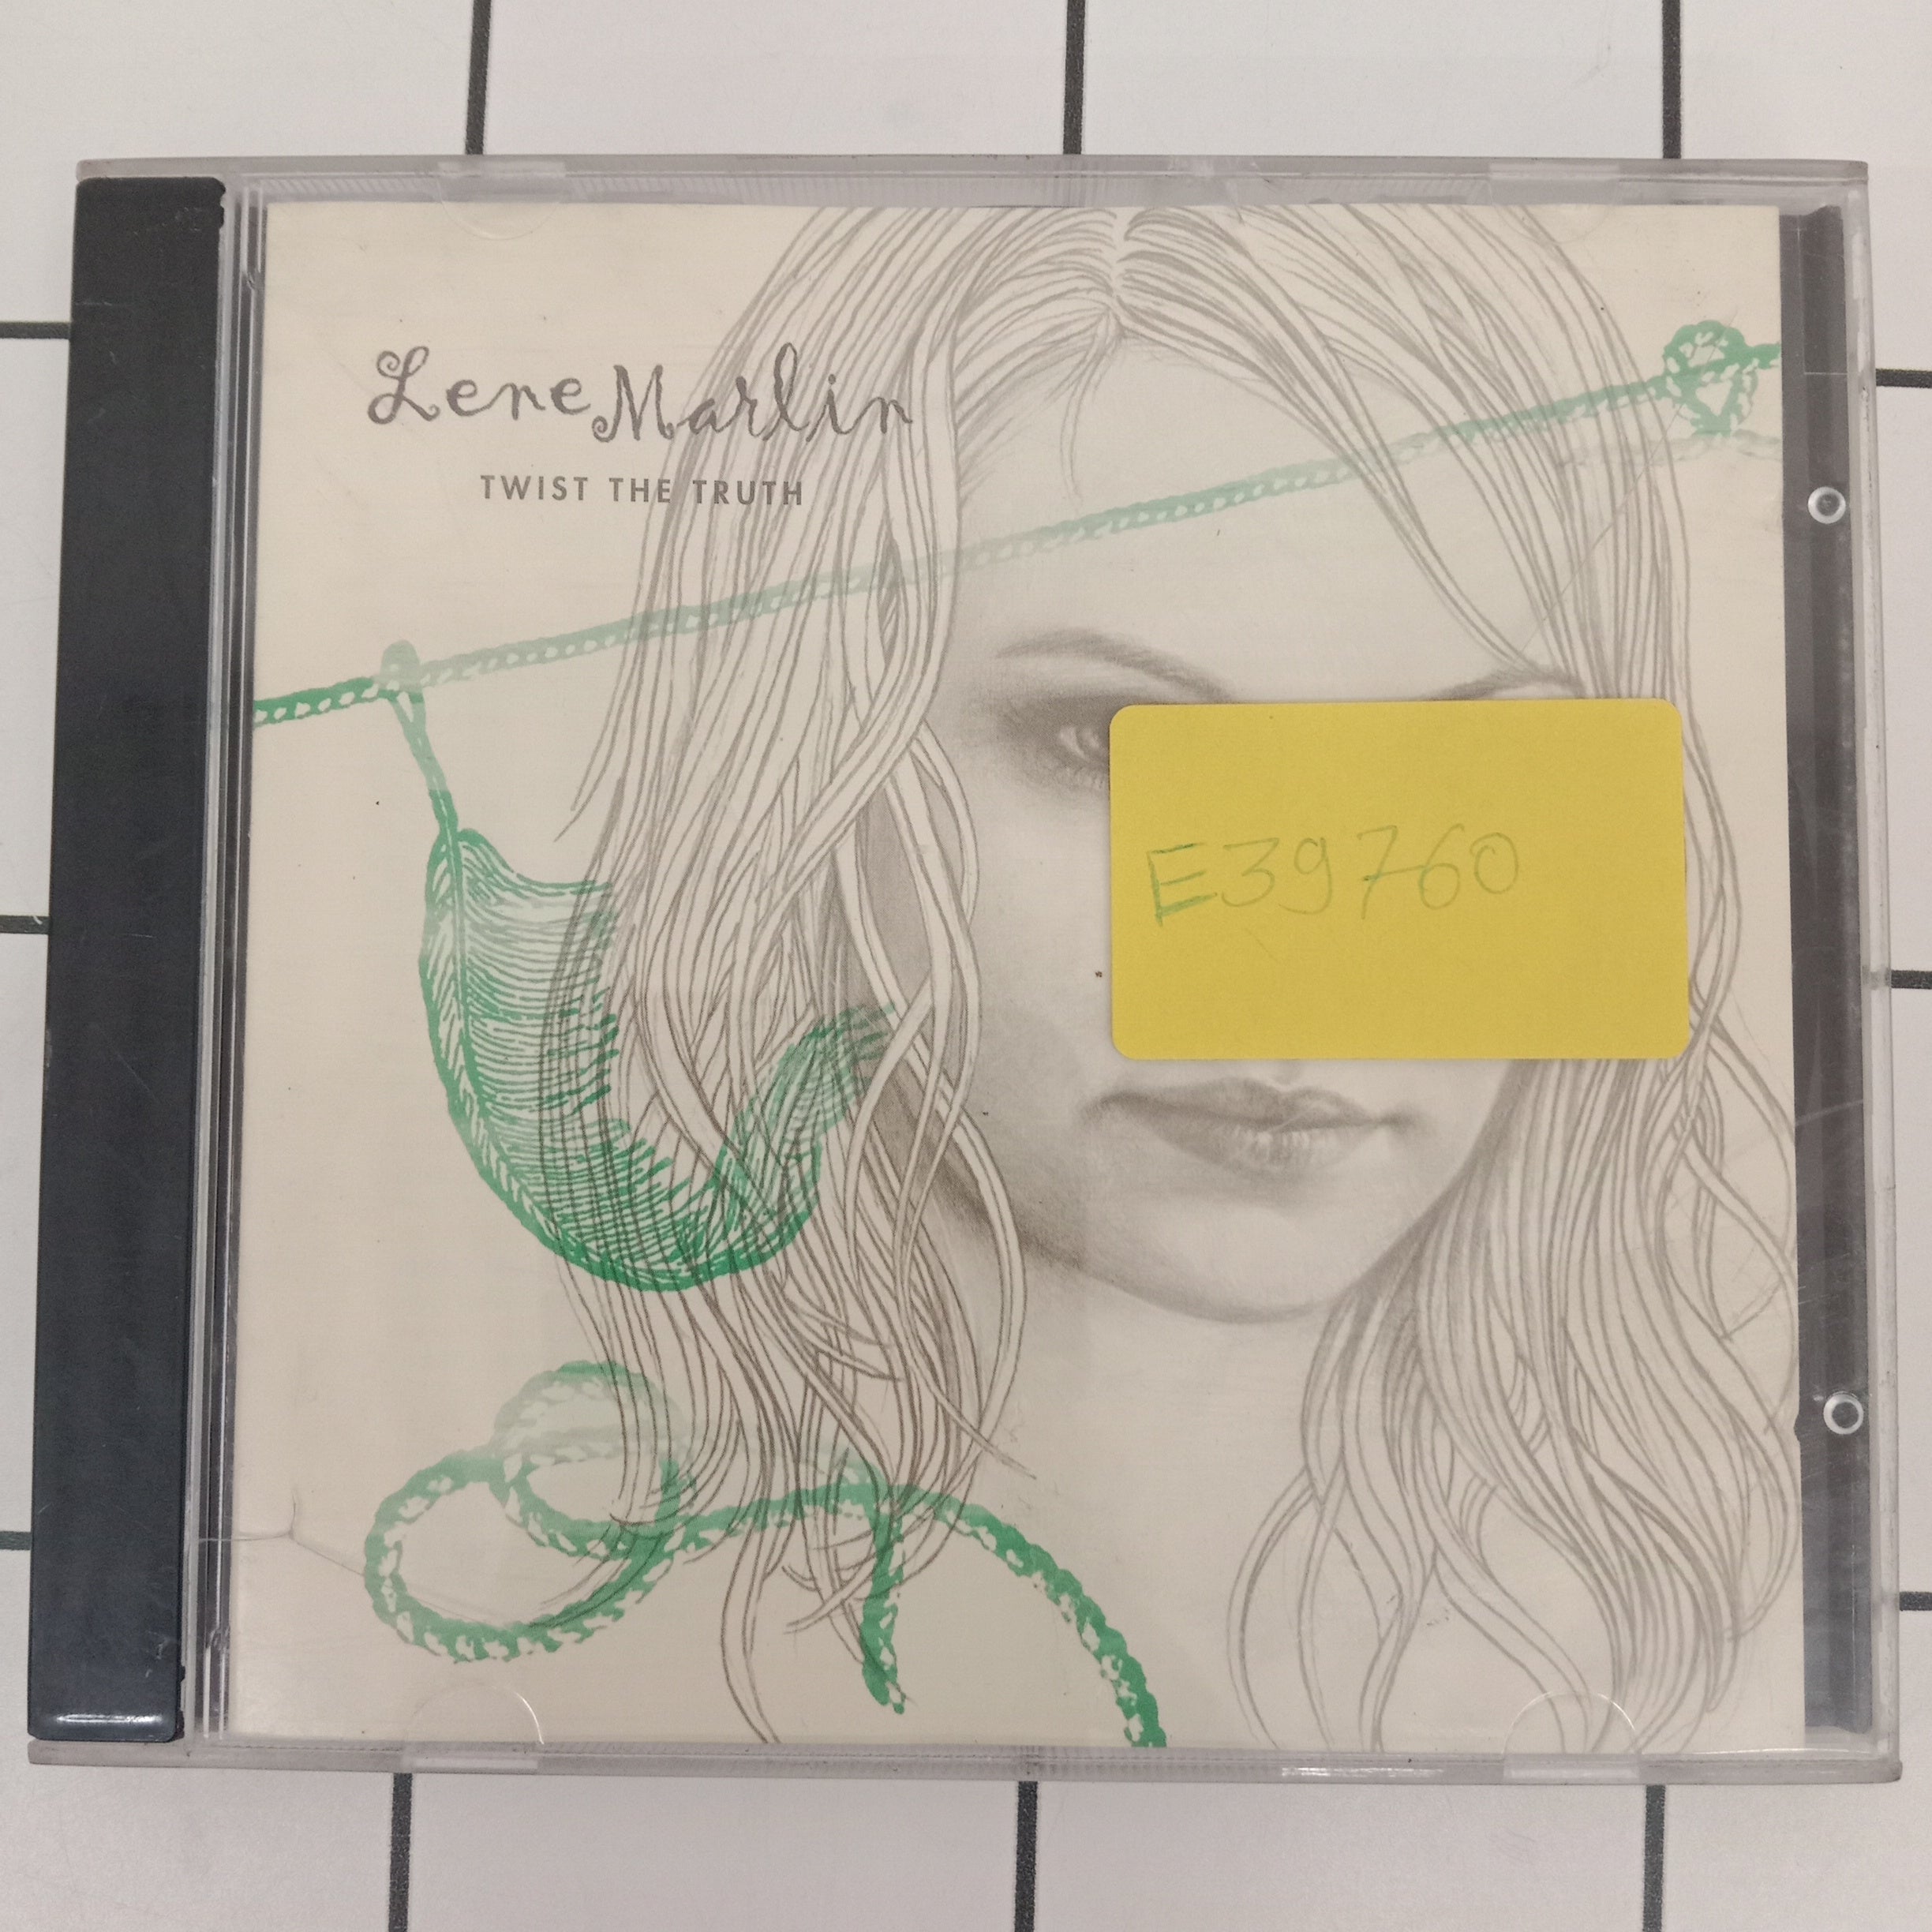 Lene Marlin
TWIST THE TRUTH
E39760